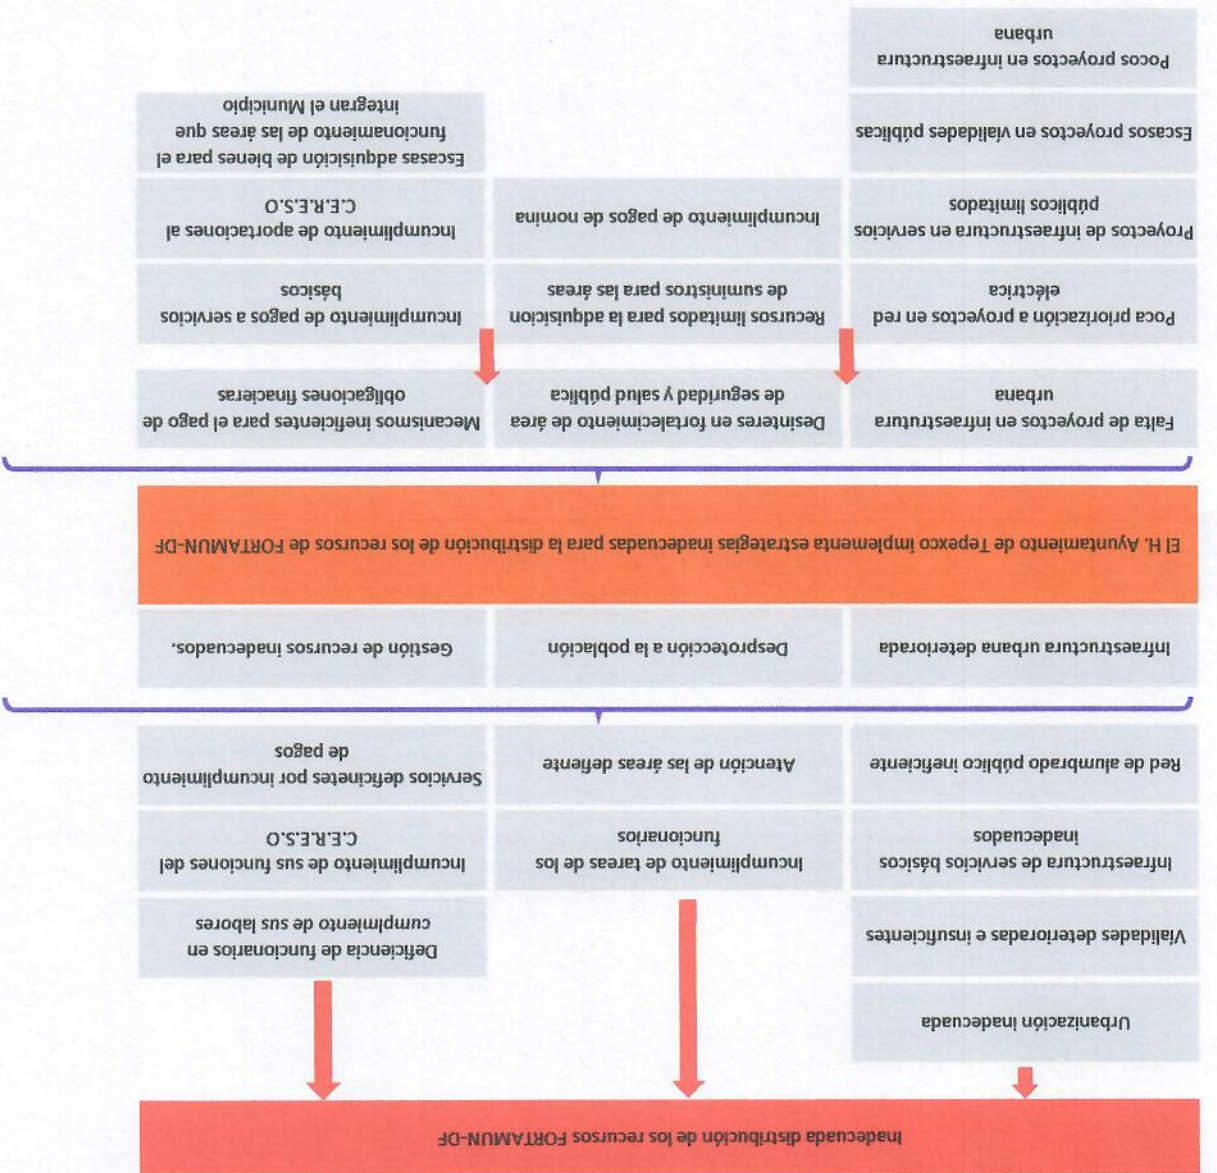 Inadecuada distribución de los recursos FORTAMUN-DF
Urbanización inadecuada
Vialidades deterioradas e insuficientes
Infraestructura de servicios básicos
inadecuados
Red de alumbrado público ineficiente
Incumplimiento de tareas de los
funcionarios
Atención de las áreas defiente
Deficiencia de funcionarios en
cumplmiento de sus labores
Incumplimiento de sus funciones del
C.E.R.E.S.O
Servicios deficinetes por incumplimiento
de pagos
Infraestructura urbana deteriorada
Desprotección a la población
Gestión de recursos inadecuados.
El H. Ayuntamiento de Tepexco implementa estrategias inadecuadas para la distribución de los recursos de FORTAMUN-DF
Falta de proyectos en infraestrutura
urbana
Desinteres en fortalecimiento de área
de seguridad y salud pública
Mecanismos ineficientes para el pago de
obligaciones finacieras
Poca priorización a proyectos en red
eléctrica
Proyectos de infraestructura en servicios
públicos limitados
Escasos proyectos en vialidades públicas
Pocos proyectos en infraestructura
urbana
Recursos limitados para la adquisicion
de suministros para las áreas
Incumplimiento de pagos de nomina
Incumplimiento de pagos a servicios
básicos
Incumplimiento de aportaciones al
C.E.R.E.S.O
Escasas adquisición de bienes para el
funcionamiento de las áreas que
integran el Municipio